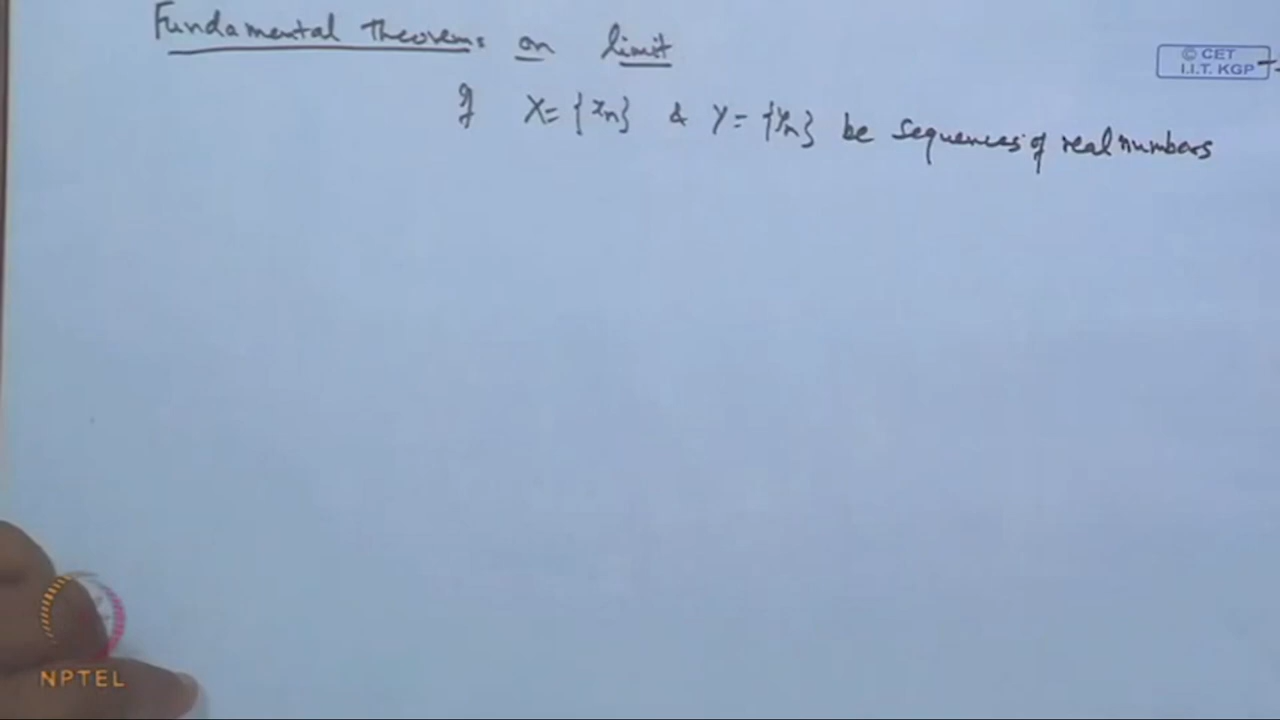 Fundamental Theorems on limit
© CET
I.I.T. KGP
If X = {xn} & Y = {yn} be sequences of real numbers
NPTEL